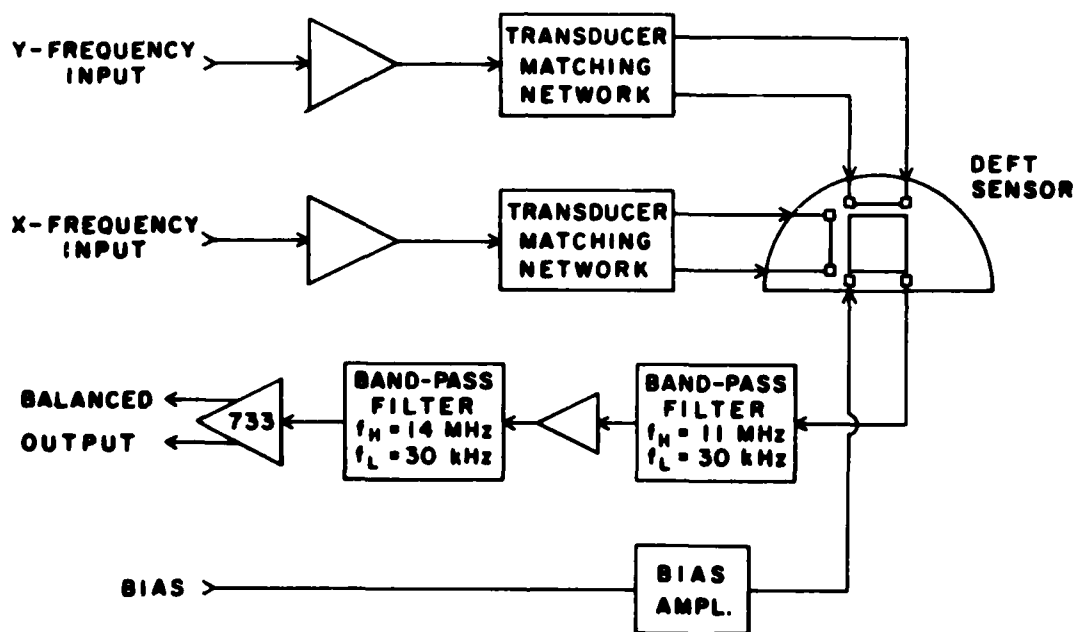 Y-FREQUENCY
INPUT
TRANSDUCER
MATCHING
NETWORK
DEFT
SENSOR
X-FREQUENCY
INPUT
TRANSDUCER
MATCHING
NETWORK
BALANCED
OUTPUT
733
BAND-PASS
FILTER
fH = 14 MHz
fL = 30 kHz
BAND-PASS
FILTER
fH = 11 MHz
fL = 30 kHz
BIAS
BIAS
AMPL.